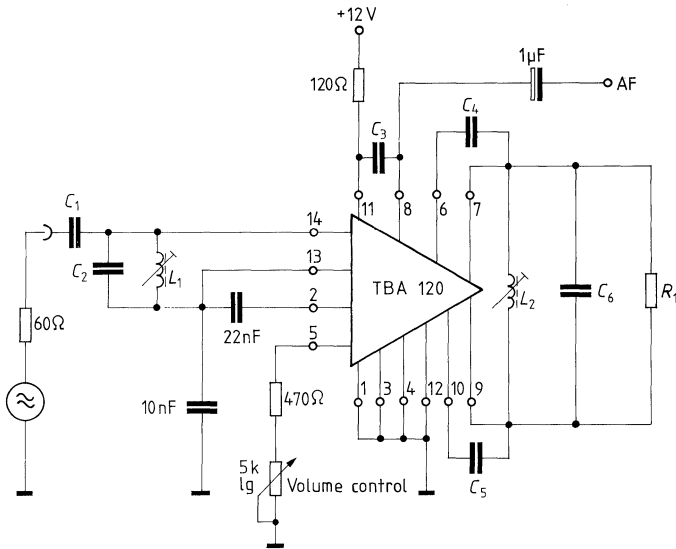 +12V
120Ω
1µF
AF
C3
C4
11
8
6
7
C1
14
C2
L1
13
TBA 120
L2
C6
R1
60Ω
22nF
2
5
10nF
470Ω
1
3
4
12
10
9
5k
lg
Volume control
C5